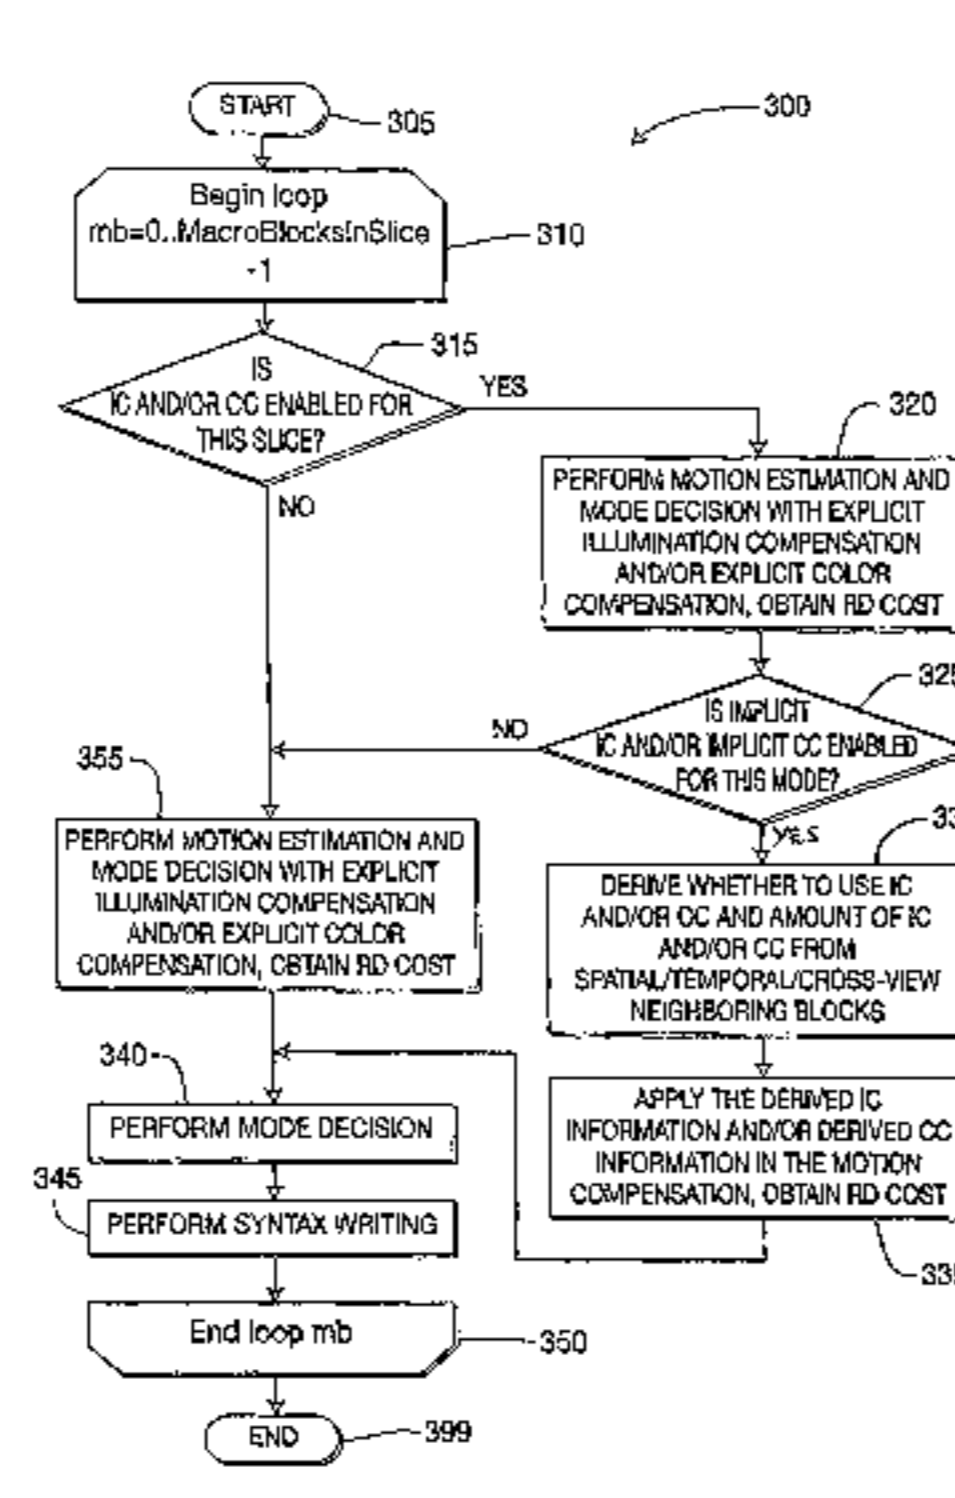 START
305
300
Begin loop
mb=0..MacroBlocksInSlice
-1
310
315
IS
IC AND/OR CC ENABLED FOR
THIS SLICE?
YES
NO
320
PERFORM MOTION ESTIMATION AND
MODE DECISION WITH EXPLICIT
ILLUMINATION COMPENSATION
AND/OR EXPLICIT COLOR
COMPENSATION, OBTAIN RD COST
325
IS IMPLICIT
IC AND/OR IMPLICIT CC ENABLED
FOR THIS MODE?
NO
YES
355
PERFORM MOTION ESTIMATION AND
MODE DECISION WITH EXPLICIT
ILLUMINATION COMPENSATION
AND/OR EXPLICIT COLOR
COMPENSATION, OBTAIN RD COST
DERIVE WHETHER TO USE IC
AND/OR CC AND AMOUNT OF IC
AND/OR CC FROM
SPATIAL/TEMPORAL/CROSS-VIEW
NEIGHBORING BLOCKS
340
PERFORM MODE DECISION
APPLY THE DERIVED IC
INFORMATION AND/OR DERIVED CC
INFORMATION IN THE MOTION
COMPENSATION, OBTAIN RD COST
335
345
PERFORM SYNTAX WRITING
End loop mb
350
END
399